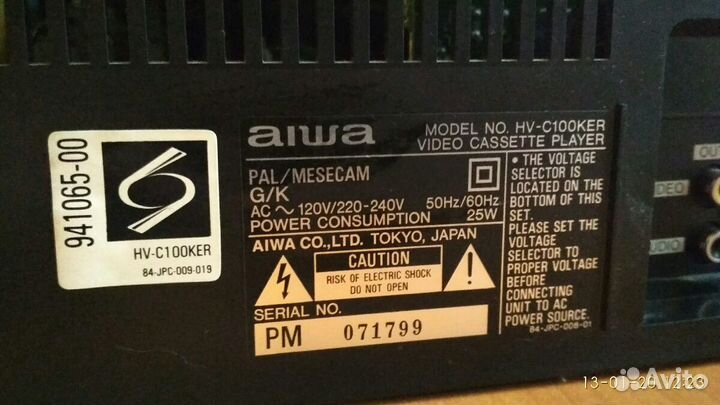 941065-00
HV-C100KER
84-JPC-009-019
aiwa
MODEL NO. HV-C100KER
VIDEO CASSETTE PLAYER
PAL/MESECAM
G/K
AC ~ 120V/220-240V 50Hz/60Hz
POWER CONSUMPTION 25W
AIWA CO.,LTD. TOKYO, JAPAN
CAUTION
RISK OF ELECTRIC SHOCK
DO NOT OPEN
SERIAL NO.
PM 071799
• THE VOLTAGE
SELECTOR IS
LOCATED ON THE
BOTTOM OF THIS
SET.
PLEASE SET THE
VOLTAGE
SELECTOR TO
PROPER VOLTAGE
BEFORE
CONNECTING
UNIT TO AC
POWER SOURCE.
84-JPC-008-01
OU
DEO
UDIO
Avito